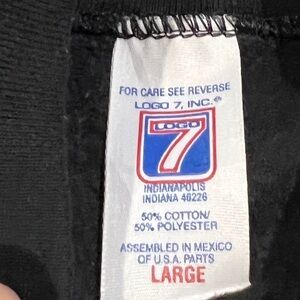 FOR CARE SEE REVERSE
LOGO 7, INC.®
LOGO
7
INDIANAPOLIS
INDIANA 46226
50% COTTON/
50% POLYESTER
ASSEMBLED IN MEXICO
OF U.S.A. PARTS
LARGE